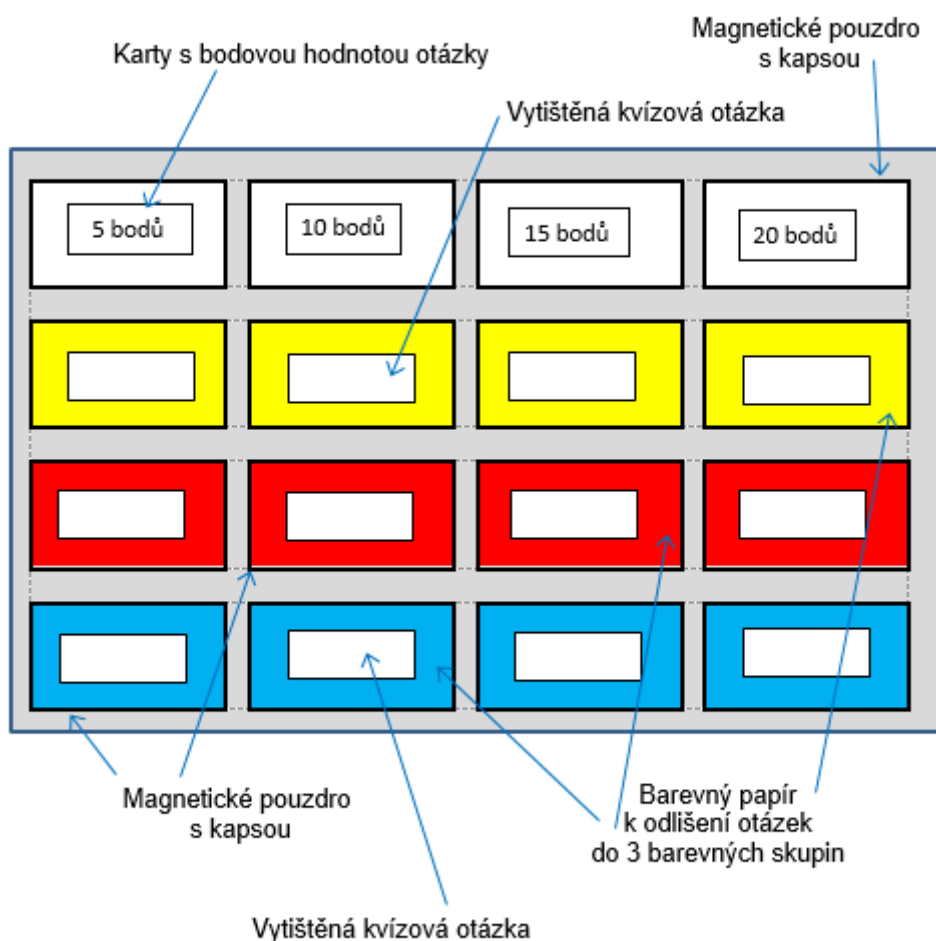 Magnetické pouzdro
s kapsou
Karty s bodovou hodnotou otázky
Vytištěná kvízová otázka
5 bodů
10 bodů
15 bodů
20 bodů
Magnetické pouzdro
s kapsou
Barevný papír
k odlišení otázek
do 3 barevných skupin
Vytištěná kvízová otázka